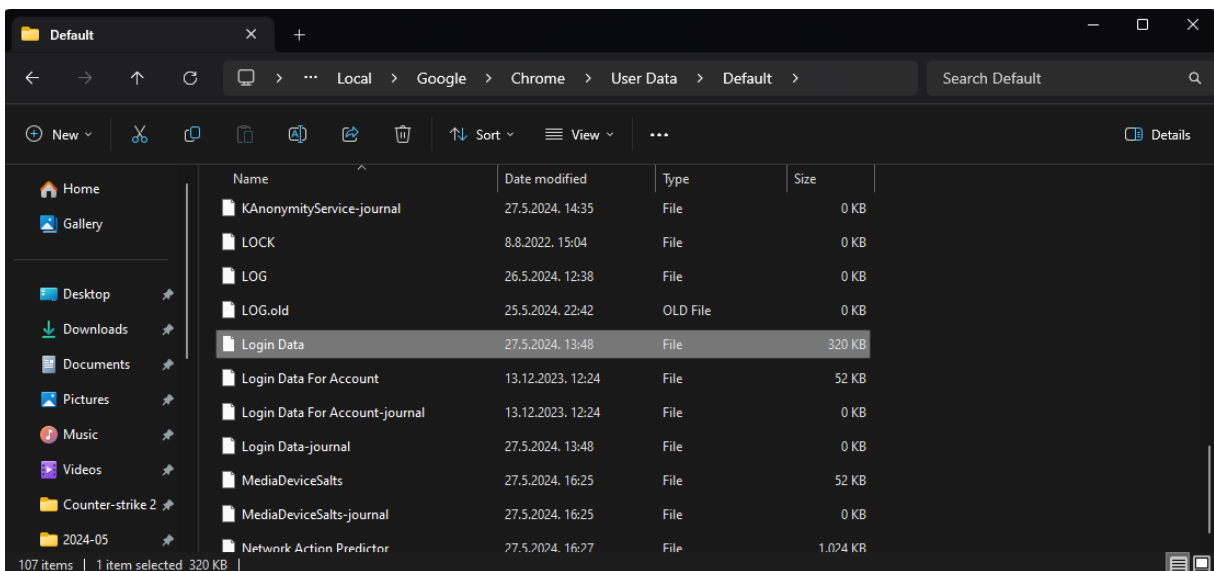 Default
Local > Google > Chrome > User Data > Default >
Search Default
New
Sort
View
Details
Home
Gallery
Desktop
Downloads
Documents
Pictures
Music
Videos
Counter-strike 2
2024-05
Name Date modified Type Size
KAnonymityService-journal 27.5.2024. 14:35 File 0 KB
LOCK 8.8.2022. 15:04 File 0 KB
LOG 26.5.2024. 12:38 File 0 KB
LOG.old 25.5.2024. 22:42 OLD File 0 KB
Login Data 27.5.2024. 13:48 File 320 KB
Login Data For Account 13.12.2023. 12:24 File 52 KB
Login Data For Account-journal 13.12.2023. 12:24 File 0 KB
Login Data-journal 27.5.2024. 13:48 File 0 KB
MediaDeviceSalts 27.5.2024. 16:25 File 52 KB
MediaDeviceSalts-journal 27.5.2024. 16:25 File 0 KB
Network Action Predictor 27.5.2024. 16:27 File 1.024 KB
107 items | 1 item selected 320 KB |